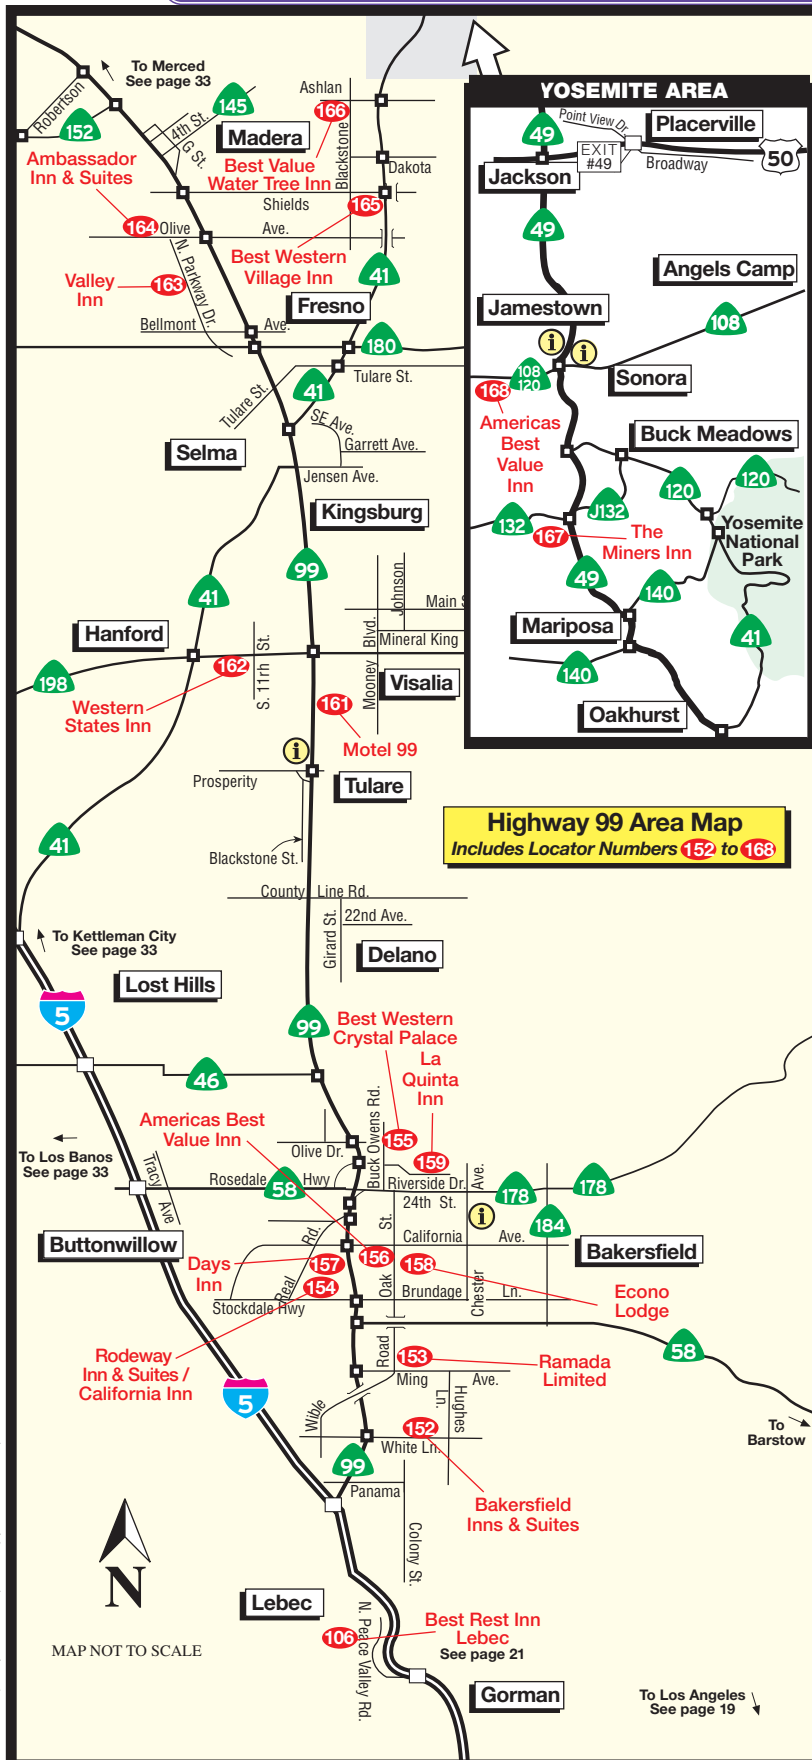 To Merced
See page 33
Robertson
152
4th St.
145
G St.
Madera
Ashlan
166
Blackstone
Ambassador
Inn & Suites
Best Value
Water Tree Inn
Dakota
Shields
165
164
Olive
Ave.
Best Western
Village Inn
Valley
Inn
163
N. Parkway Dr.
41
Fresno
Bellmont
Ave.
180
Tulare St.
Tulare St.
41
SE Ave.
Garrett Ave.
Selma
Jensen Ave.
Kingsburg
99
41
Johnson
Main S
Hanford
S. 11rh St.
Blvd.
Mineral King
198
162
Mooney
Visalia
Western
States Inn
161
Motel 99
i
Prosperity
Tulare
41
Blackstone St.
County Line Rd.
Girard St.
22nd Ave.
Delano
To Kettleman City
See page 33
Lost Hills
5
99
Best Western
Crystal Palace
La
Quinta
Inn
46
Americas Best
Value Inn
Buck Owens Rd.
155
Olive Dr.
159
To Los Banos
See page 33
Tracy
Ave
Rosedale Hwy
58
Riverside Dr.
Ave.
178
178
24th St.
i
184
Buttonwillow
Rd.
St.
California
Ave.
Bakersfield
Days
Inn
157
156
158
154
Real
Oak
Brundage
Chester
Ln.
Econo
Lodge
Stockdale Hwy
Rodeway
Inn & Suites /
California Inn
Road
153
Ramada
Limited
58
Ming
Ave.
5
Wible
Hughes
Ln.
To
Barstow
152
White Ln.
99
Panama
Bakersfield
Inns & Suites
Colony St.
N
Lebec
N. Peace Valley Rd.
106
Best Rest Inn
Lebec
See page 21
MAP NOT TO SCALE
Gorman
To Los Angeles
See page 19
YOSEMITE AREA
49
Point View Dr.
Placerville
EXIT
#49
Broadway
50
Jackson
49
Angels Camp
Jamestown
108
i
i
108
120
Sonora
168
Americas
Best
Value
Inn
Buck Meadows
120
120
132
J132
Yosemite
National
Park
167
The
Miners Inn
49
140
Mariposa
41
140
Oakhurst
Highway 99 Area Map
Includes Locator Numbers 152 to 168